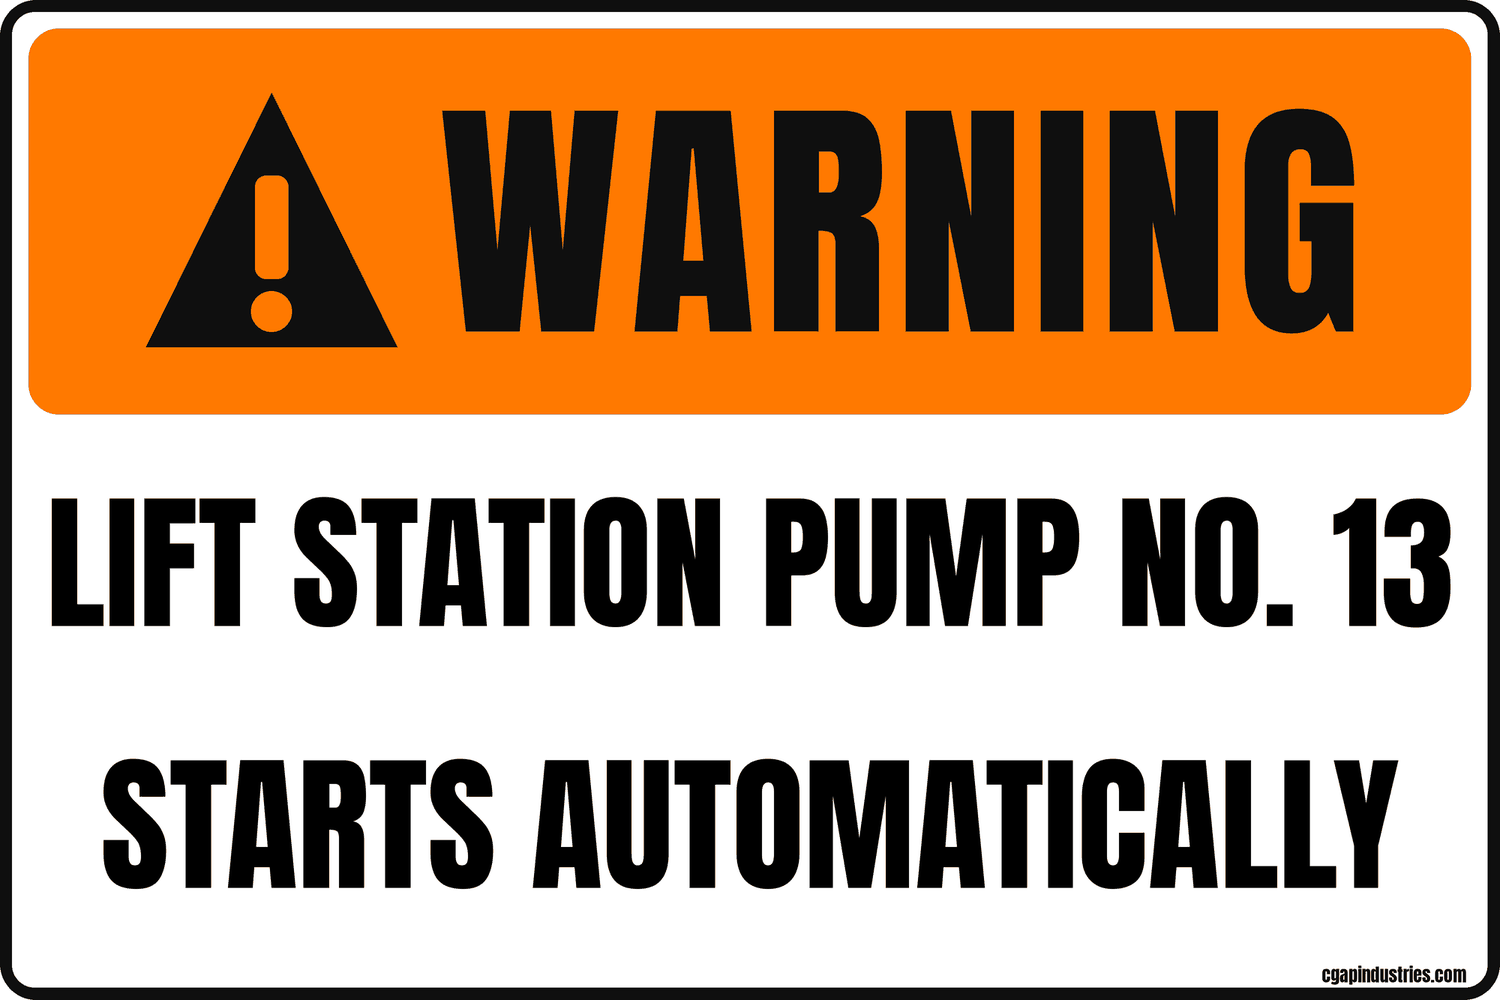 WARNING
LIFT STATION PUMP NO. 13
STARTS AUTOMATICALLY
cgapindustries.com